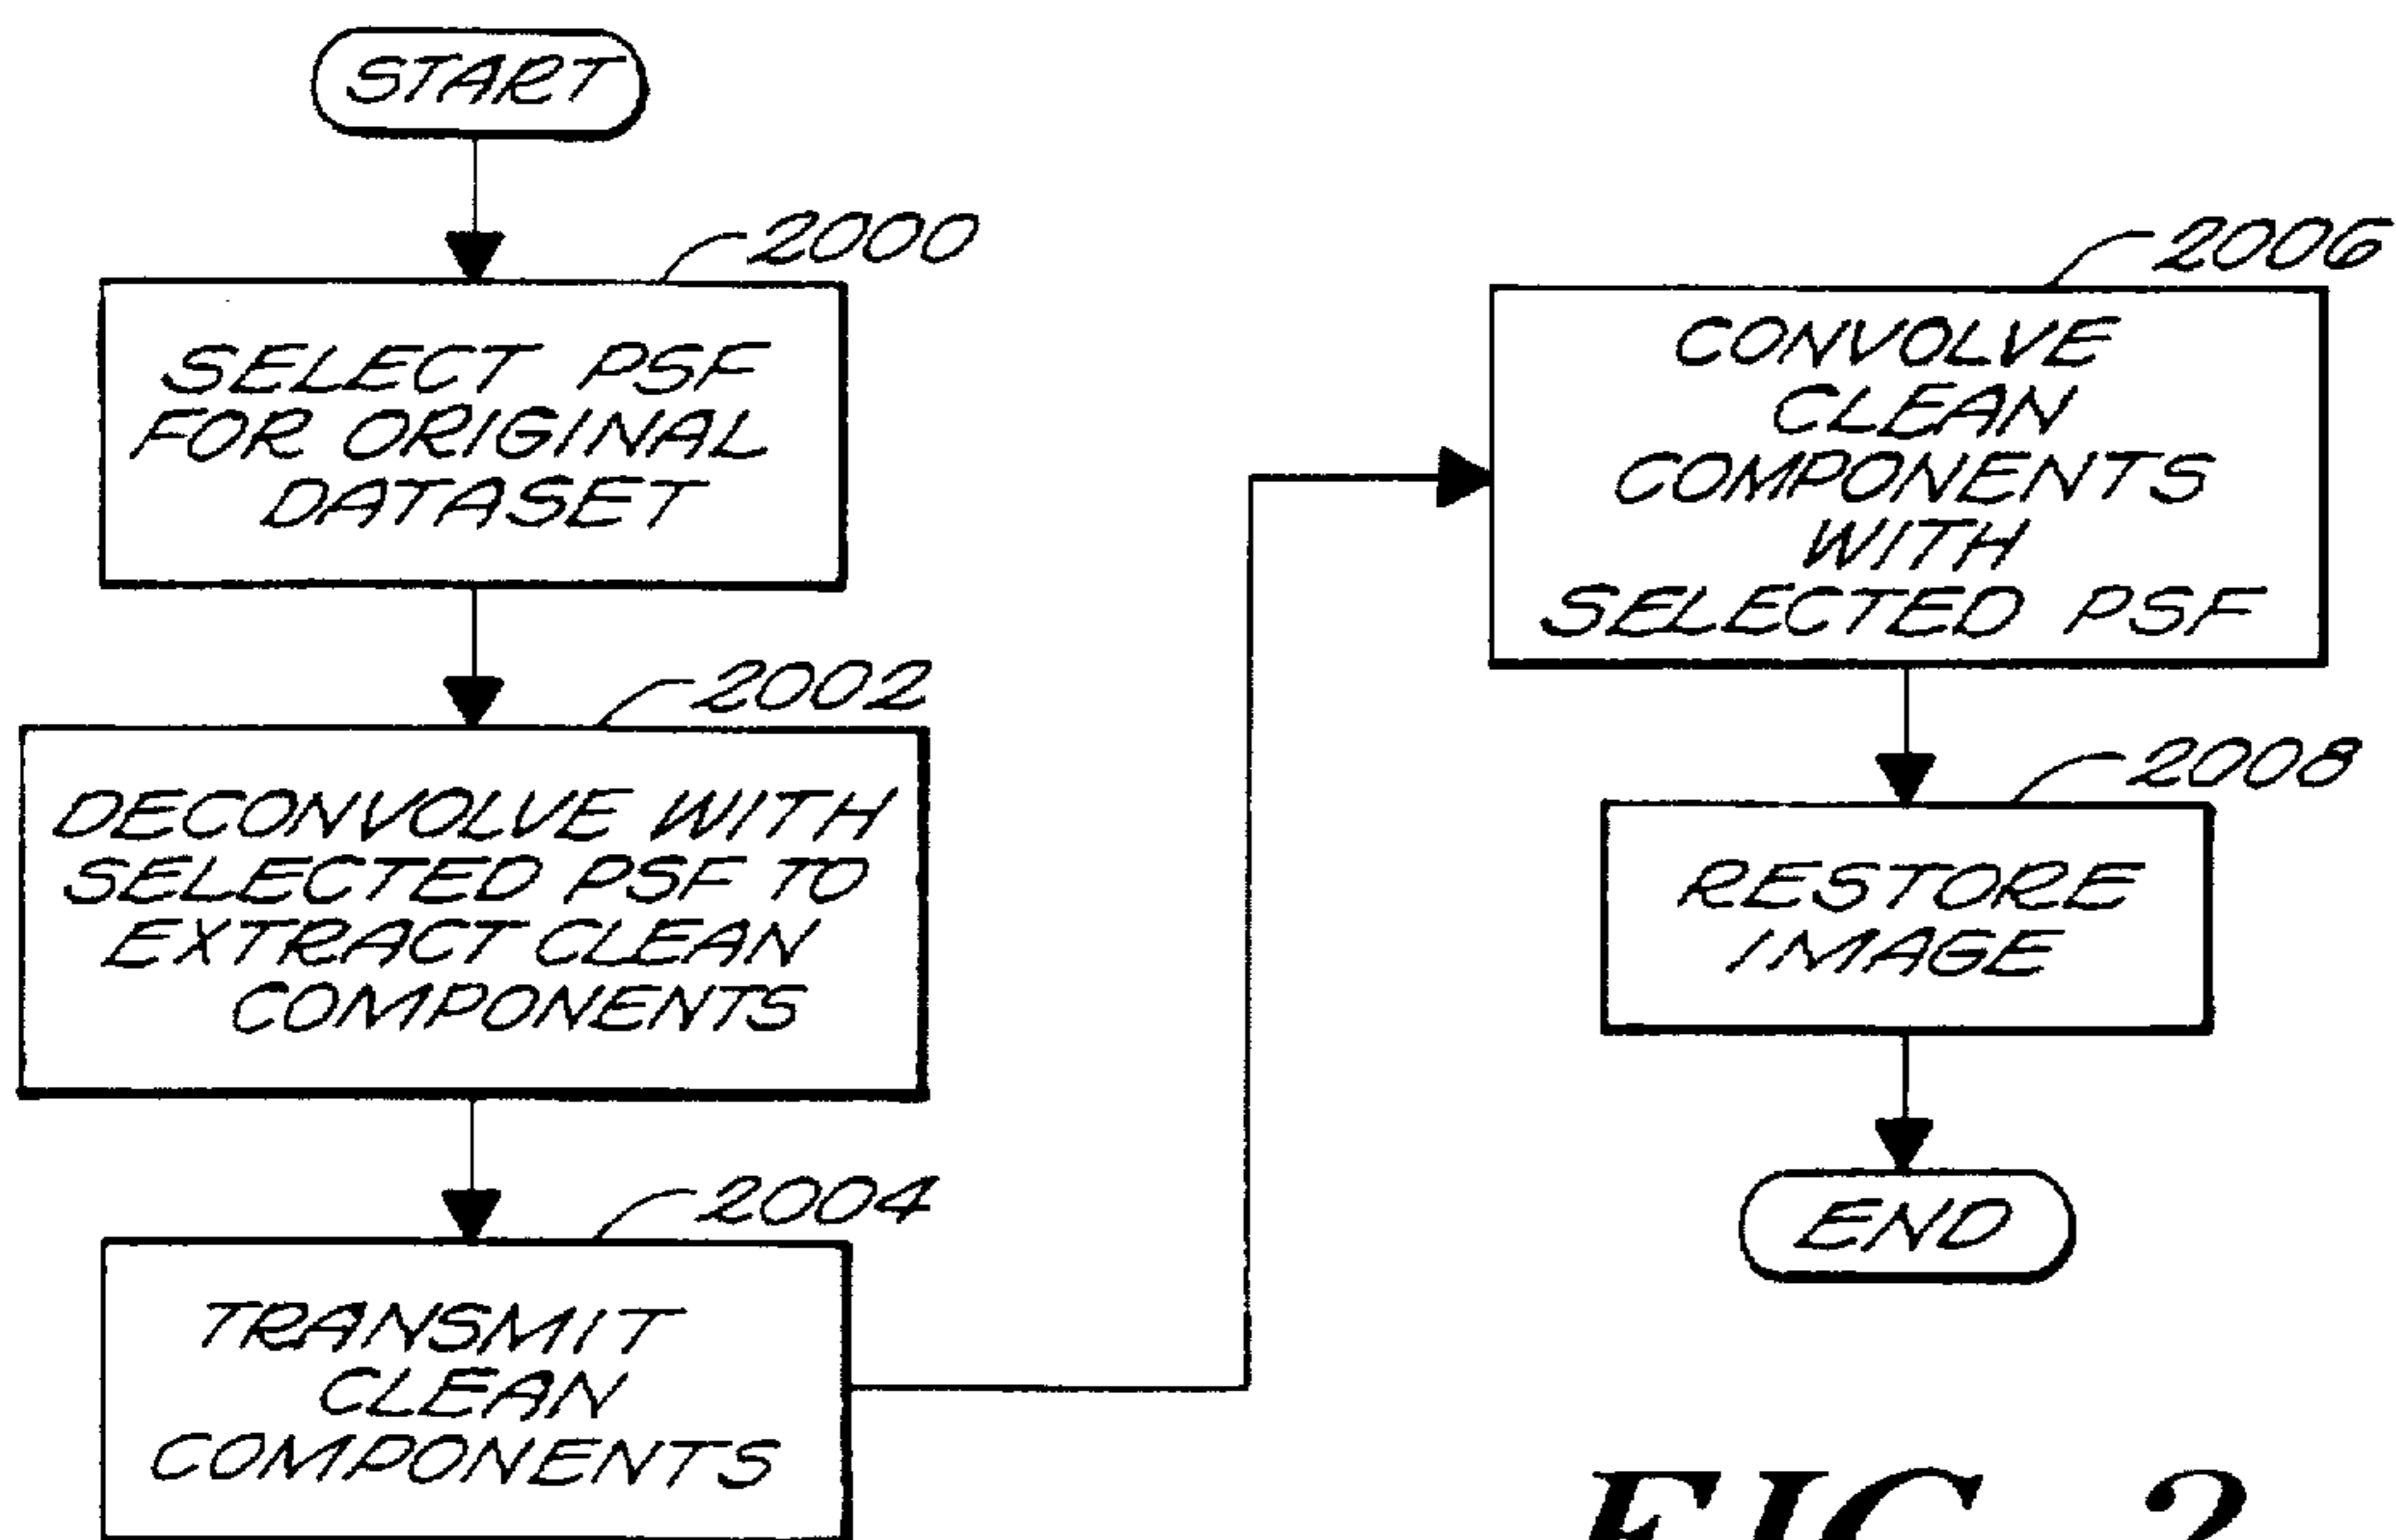 START
2000
SELECT PSF
FOR ORIGINAL
DATASET
2002
DECONVOLVE WITH
SELECTED PSF TO
EXTRACT CLEAN
COMPONENTS
2004
TRANSMIT
CLEAN
COMPONENTS
2006
CONVOLVE
CLEAN
COMPONENTS
WITH
SELECTED PSF
2008
RESTORE
IMAGE
END